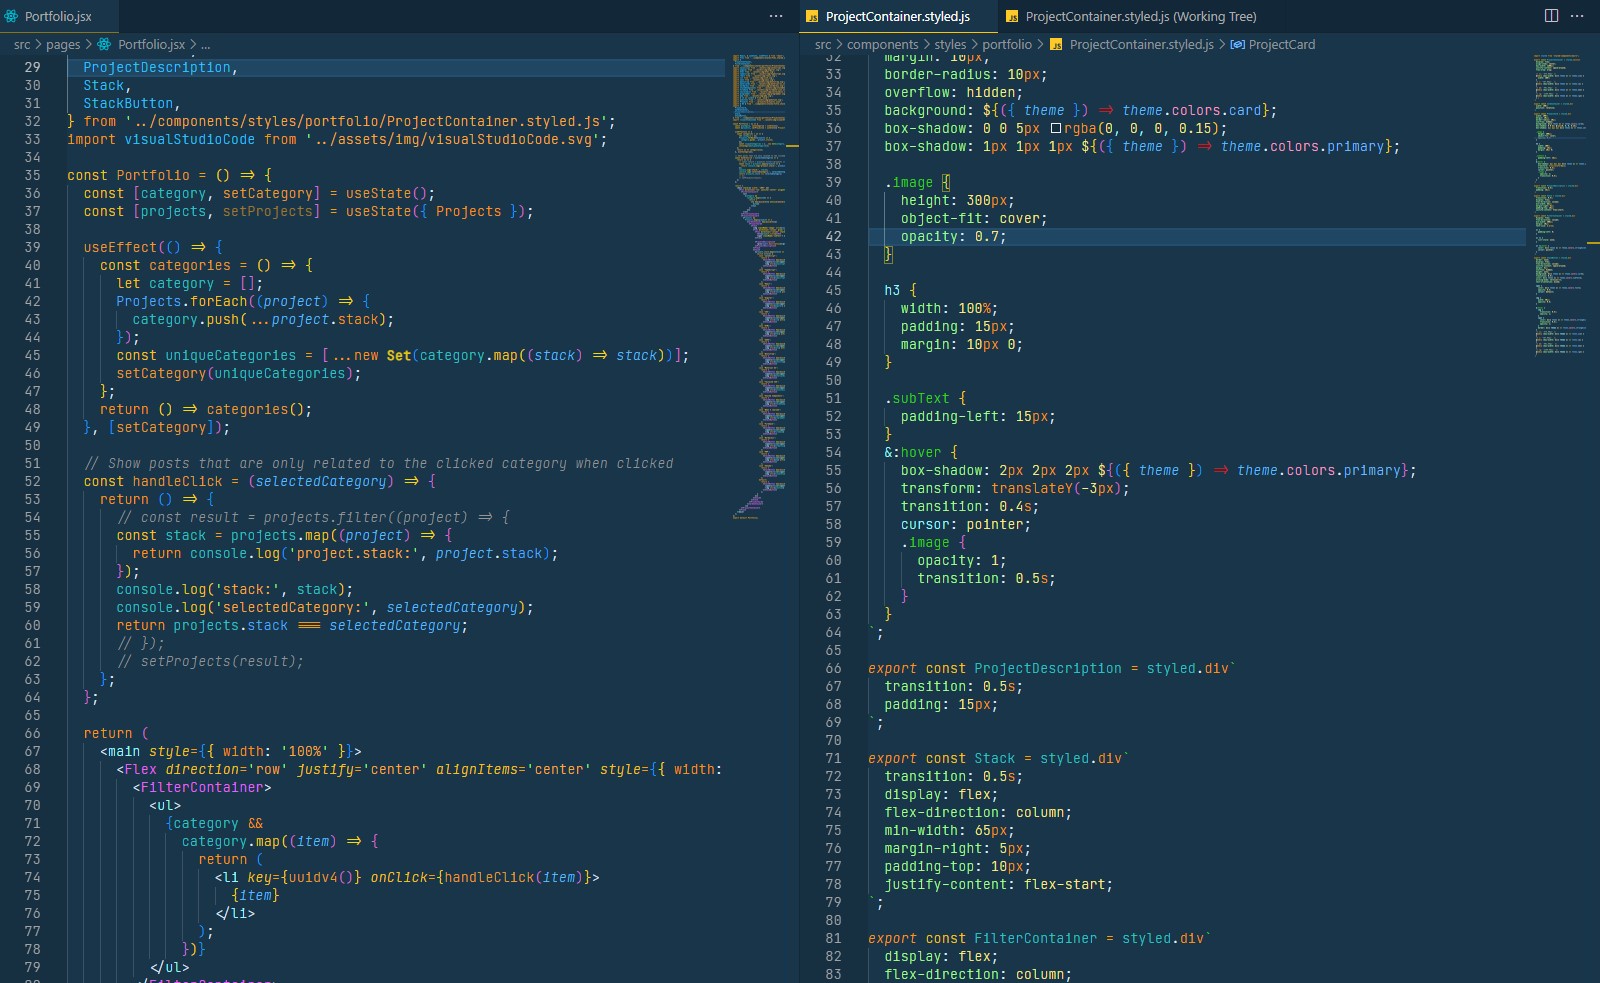 Portfolio.jsx
src > pages > Portfolio.jsx > ...
29 ProjectDescription,
30 Stack,
31 StackButton,
32 } from '../components/styles/portfolio/ProjectContainer.styled.js';
33 import visualStudioCode from '../assets/img/visualStudioCode.svg';
34
35 const Portfolio = () => {
36 const [category, setCategory] = useState();
37 const [projects, setProjects] = useState({ Projects });
38
39 useEffect(() => {
40 const categories = () => {
41 let category = [];
42 Projects.forEach((project) => {
43 category.push(...project.stack);
44 });
45 const uniqueCategories = [...new Set(category.map((stack) => stack))];
46 setCategory(uniqueCategories);
47 };
48 return () => categories();
49 }, [setCategory]);
50
51 // Show posts that are only related to the clicked category when clicked
52 const handleClick = (selectedCategory) => {
53 return () => {
54 // const result = projects.filter((project) => {
55 const stack = projects.map((project) => {
56 return console.log('project.stack:', project.stack);
57 });
58 console.log('stack:', stack);
59 console.log('selectedCategory:', selectedCategory);
60 return projects.stack === selectedCategory;
61 // });
62 // setProjects(result);
63 };
64 };
65
66 return (
67 <main style={{ width: '100%' }}>
68 <Flex direction='row' justify='center' alignItems='center' style={{ width:
69 <FilterContainer>
70 <ul>
71 {category &&
72 category.map((item) => {
73 return (
74 <li key={uuidv4()} onClick={handleClick(item)}>
75 {item}
76 </li>
77 );
78 })}
79 </ul>
80 </FilterContainer>
ProjectContainer.styled.js
ProjectContainer.styled.js (Working Tree)
src > components > styles > portfolio > ProjectContainer.styled.js > ProjectCard
32 margin: 10px;
33 border-radius: 10px;
34 overflow: hidden;
35 background: ${({ theme }) => theme.colors.card};
36 box-shadow: 0 0 5px rgba(0, 0, 0, 0.15);
37 box-shadow: 1px 1px 1px ${({ theme }) => theme.colors.primary};
38
39 .image {
40 height: 300px;
41 object-fit: cover;
42 opacity: 0.7;
43 }
44
45 h3 {
46 width: 100%;
47 padding: 15px;
48 margin: 10px 0;
49 }
50
51 .subText {
52 padding-left: 15px;
53 }
54 &:hover {
55 box-shadow: 2px 2px 2px ${({ theme }) => theme.colors.primary};
56 transform: translateY(-3px);
57 transition: 0.4s;
58 cursor: pointer;
59 .image {
60 opacity: 1;
61 transition: 0.5s;
62 }
63 }
64 `;
65
66 export const ProjectDescription = styled.div`
67 transition: 0.5s;
68 padding: 15px;
69 `;
70
71 export const Stack = styled.div`
72 transition: 0.5s;
73 display: flex;
74 flex-direction: column;
75 min-width: 65px;
76 margin-right: 5px;
77 padding-top: 10px;
78 justify-content: flex-start;
79 `;
80
81 export const FilterContainer = styled.div`
82 display: flex;
83 flex-direction: column;